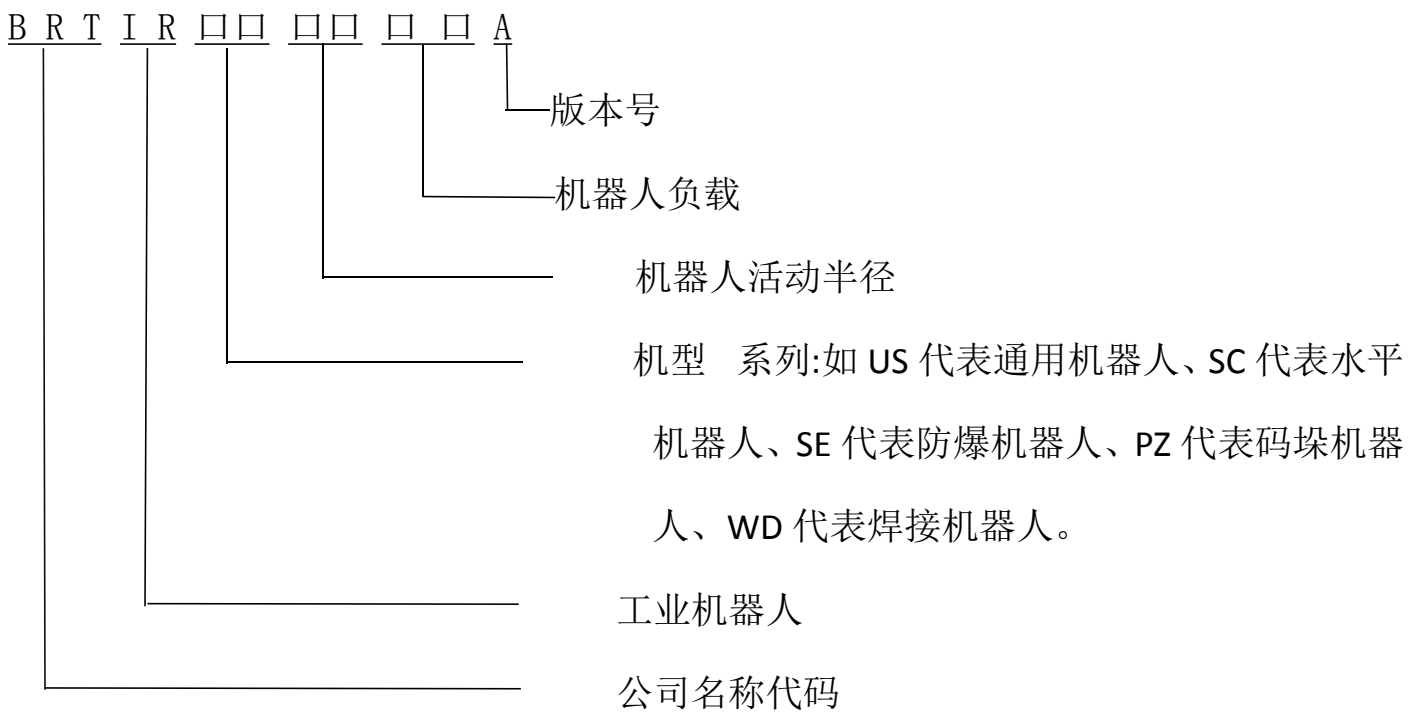 BRT IR 口口 口口 口 口 A
版本号
机器人负载
机器人活动半径
机型 系列:如 US 代表通用机器人、SC 代表水平
机器人、SE 代表防爆机器人、PZ 代表码垛机器
人、WD 代表焊接机器人。
工业机器人
公司名称代码